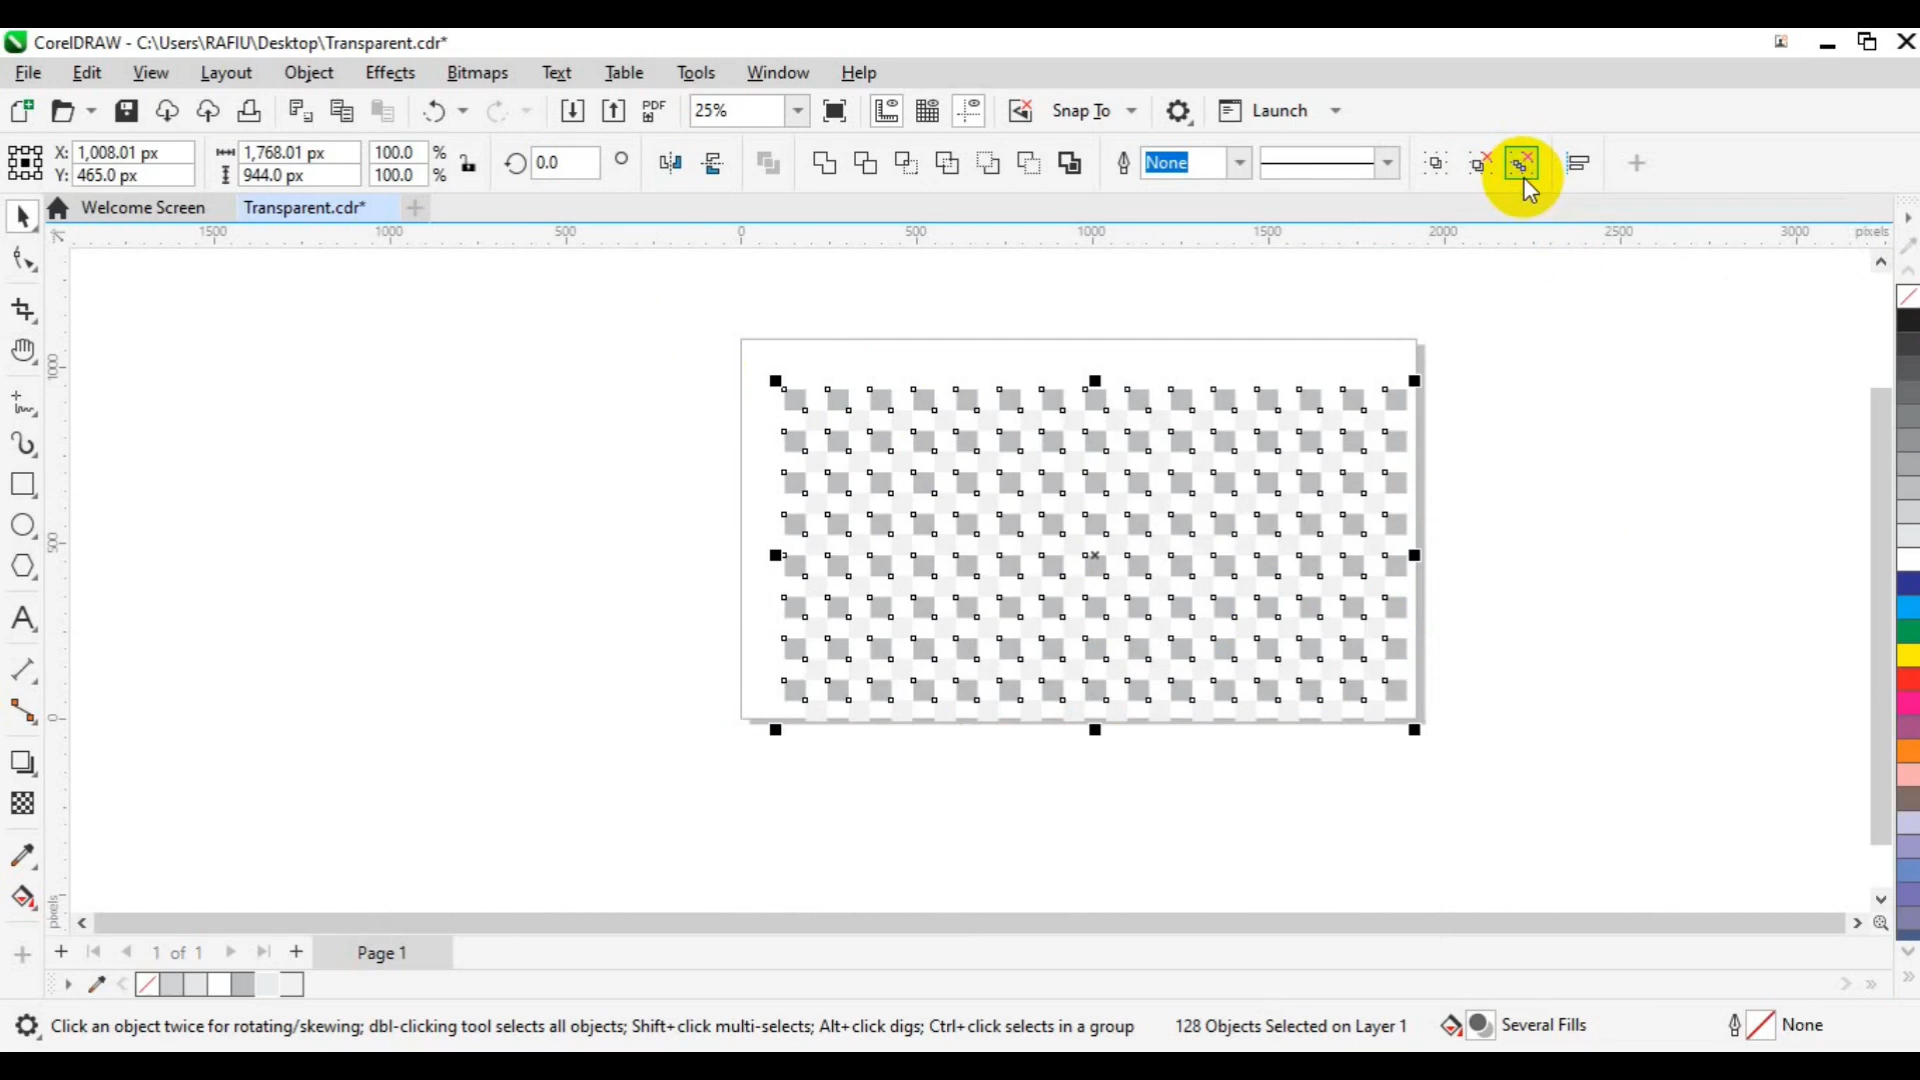 CorelDRAW - C:\Users\RAFIU\Desktop\Transparent.cdr*
File Edit View Layout Object Effects Bitmaps Text Table Tools Window Help
PDF 25% Snap To Launch
X: 1,008.01 px 1,768.01 px 100.0 % 0.0 ° None
Y: 465.0 px 944.0 px 100.0 %
Welcome Screen Transparent.cdr*
1500 1000 500 0 500 1000 1500 2000 2500 3000 pixels
1000
500
0
pixels
1 of 1 Page 1
Click an object twice for rotating/skewing; dbl-clicking tool selects all objects; Shift+click multi-selects; Alt+click digs; Ctrl+click selects in a group 128 Objects Selected on Layer 1 Several Fills None